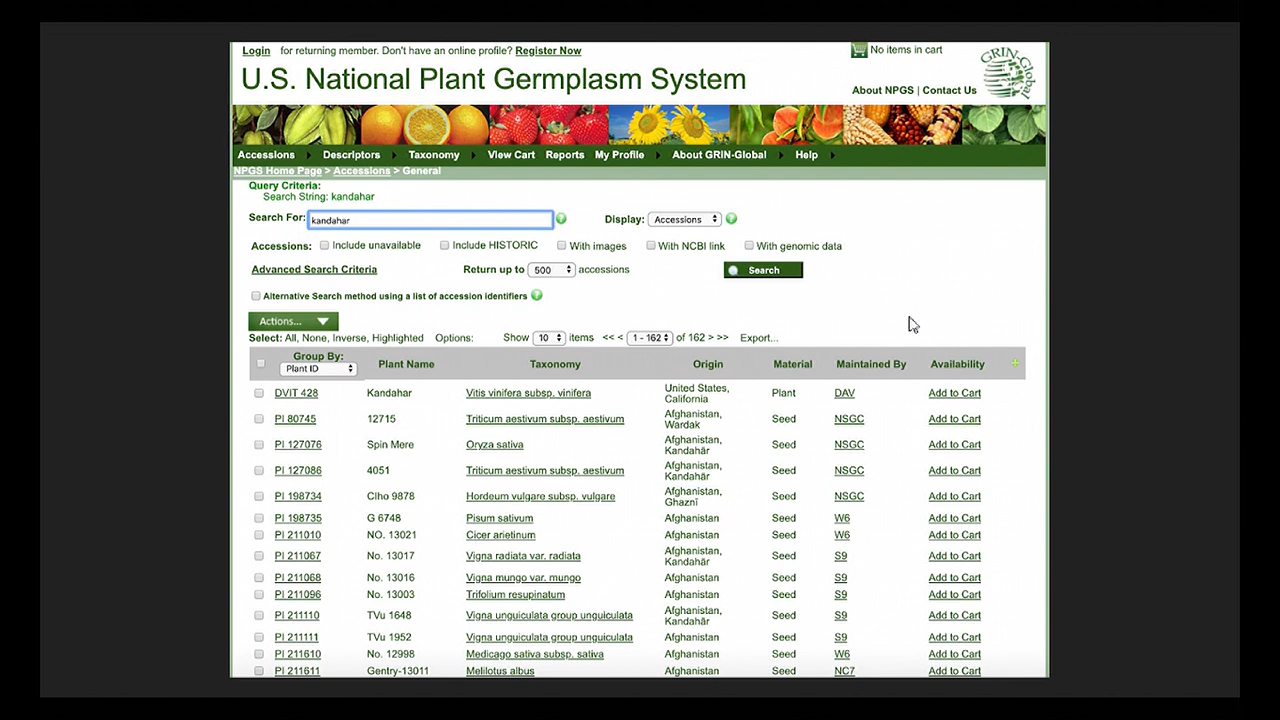 Login for returning member. Don't have an online profile? Register Now
No items in cart
U.S. National Plant Germplasm System
GRIN-Global
About NPGS | Contact Us
Accessions Descriptors Taxonomy View Cart Reports My Profile About GRIN-Global Help
NPGS Home Page > Accessions > General
Query Criteria:
Search String: kandahar
Search For: kandahar Display: Accessions
Accessions: Include unavailable Include HISTORIC With images With NCBI link With genomic data
Advanced Search Criteria Return up to 500 accessions Search
Alternative Search method using a list of accession identifiers
Actions...
Select: All, None, Inverse, Highlighted Options: Show 10 items << < 1 - 162 of 162 > >> Export...
Group By: Plant ID Plant Name Taxonomy Origin Material Maintained By Availability
DVIT 428 Kandahar Vitis vinifera subsp. vinifera United States, California Plant DAV Add to Cart
PI 80745 12715 Triticum aestivum subsp. aestivum Afghanistan, Wardak Seed NSGC Add to Cart
PI 127076 Spin Mere Oryza sativa Afghanistan, Kandahār Seed NSGC Add to Cart
PI 127086 4051 Triticum aestivum subsp. aestivum Afghanistan, Kandahār Seed NSGC Add to Cart
PI 198734 CIho 9878 Hordeum vulgare subsp. vulgare Afghanistan, Ghaznī Seed NSGC Add to Cart
PI 198735 G 6748 Pisum sativum Afghanistan Seed W6 Add to Cart
PI 211010 NO. 13021 Cicer arietinum Afghanistan Seed W6 Add to Cart
PI 211067 No. 13017 Vigna radiata var. radiata Afghanistan, Kandahār Seed S9 Add to Cart
PI 211068 No. 13016 Vigna mungo var. mungo Afghanistan Seed S9 Add to Cart
PI 211096 No. 13003 Trifolium resupinatum Afghanistan Seed S9 Add to Cart
PI 211110 TVu 1648 Vigna unguiculata group unguiculata Afghanistan, Kandahār Seed S9 Add to Cart
PI 211111 TVu 1952 Vigna unguiculata group unguiculata Afghanistan Seed S9 Add to Cart
PI 211610 No. 12998 Medicago sativa subsp. sativa Afghanistan Seed W6 Add to Cart
PI 211611 Gentry-13011 Melilotus albus Afghanistan Seed NC7 Add to Cart